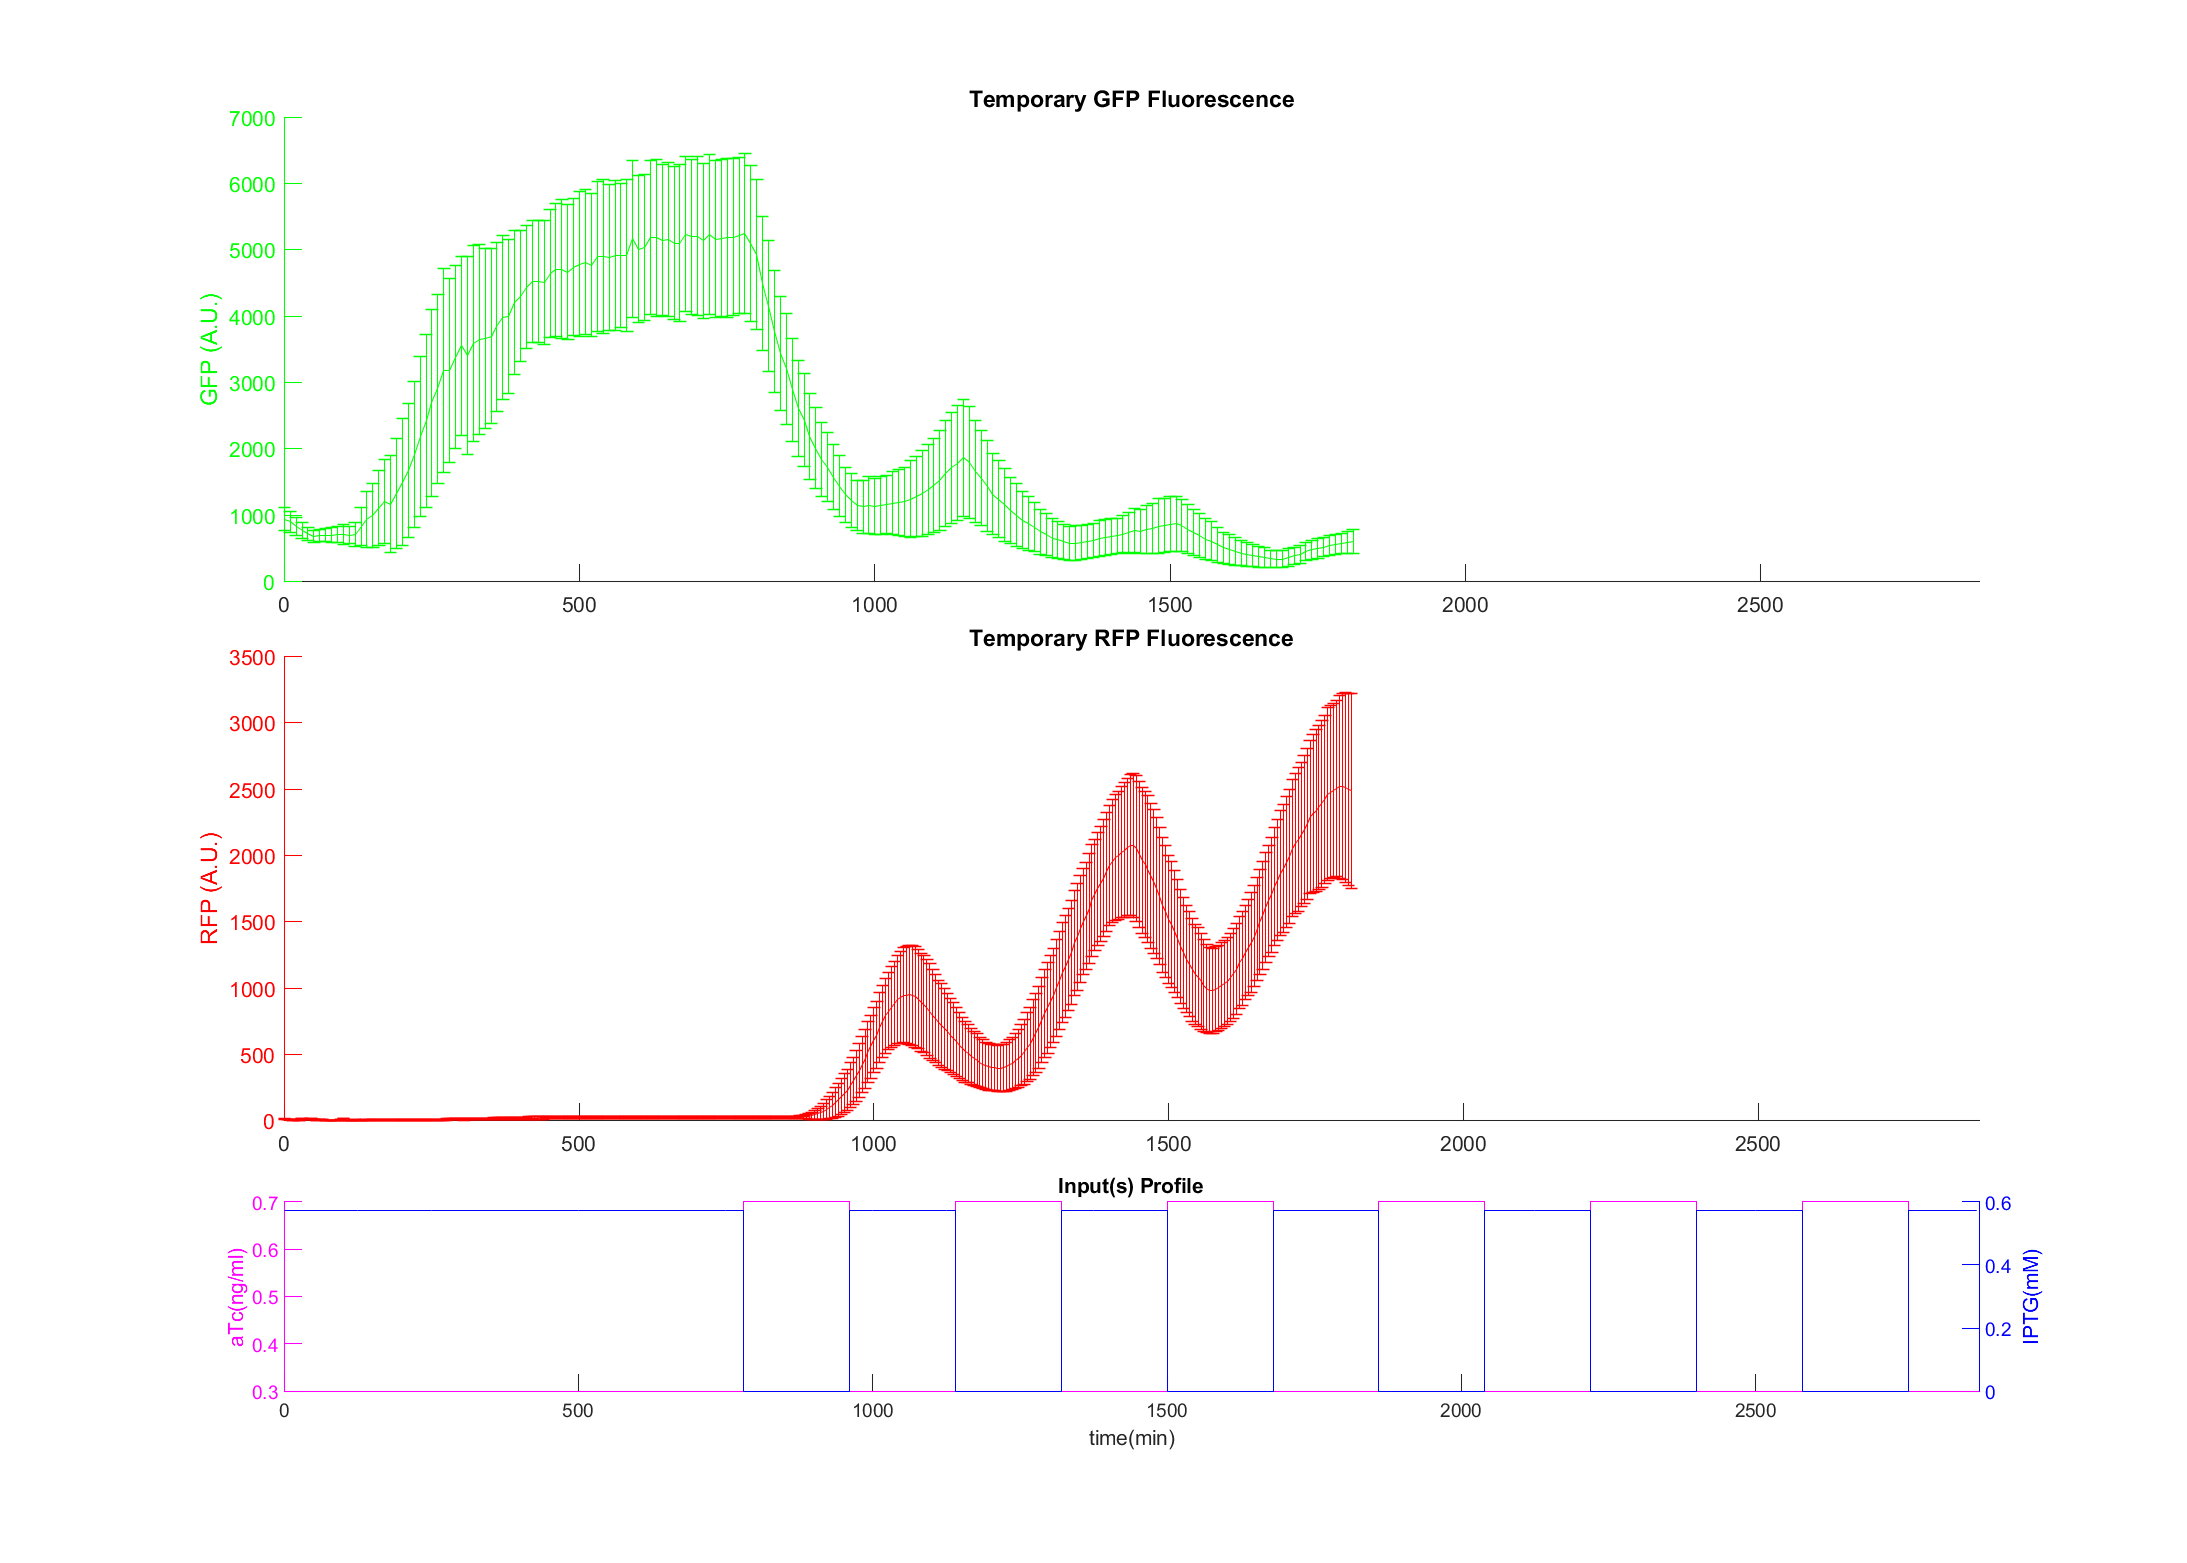 Temporary GFP Fluorescence
7000
6000
5000
4000
3000
2000
1000
0
GFP (A.U.)
0 500 1000 1500 2000 2500
Temporary RFP Fluorescence
3500
3000
2500
2000
1500
1000
500
0
RFP (A.U.)
0 500 1000 1500 2000 2500
Input(s) Profile
0.7
0.6
0.5
0.4
0.3
aTc(ng/ml)
0.6
0.4
0.2
0
IPTG(mM)
0 500 1000 1500 2000 2500
time(min)